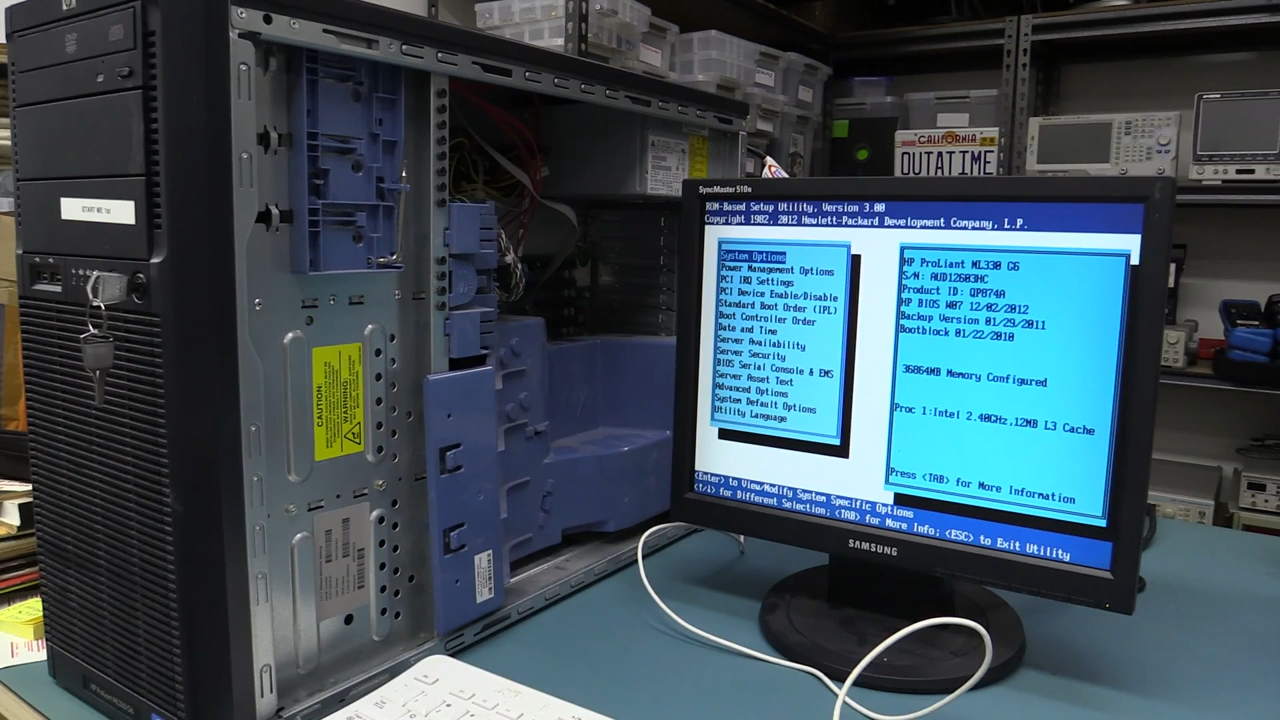 hp
START ME 1st
CAUTION:
WARNING:
HP ProLiant ML330 G6
CALIFORNIA
OUTATIME
SyncMaster 510N
ROM-Based Setup Utility, Version 3.00
Copyright 1982, 2012 Hewlett-Packard Development Company, L.P.
System Options
Power Management Options
PCI IRQ Settings
PCI Device Enable/Disable
Standard Boot Order (IPL)
Boot Controller Order
Date and Time
Server Availability
Server Security
BIOS Serial Console & EMS
Server Asset Text
Advanced Options
System Default Options
Utility Language
HP ProLiant ML330 G6
S/N: AUD12603HC
Product ID: QP874A
HP BIOS W07 12/02/2012
Backup Version 01/29/2011
Bootblock 01/22/2010
36864MB Memory Configured
Proc 1:Intel 2.40GHz,12MB L3 Cache
Press <TAB> for More Information
<Enter> to View/Modify System Specific Options
<↑/↓> for Different Selection; <TAB> for More Info; <ESC> to Exit Utility
SAMSUNG